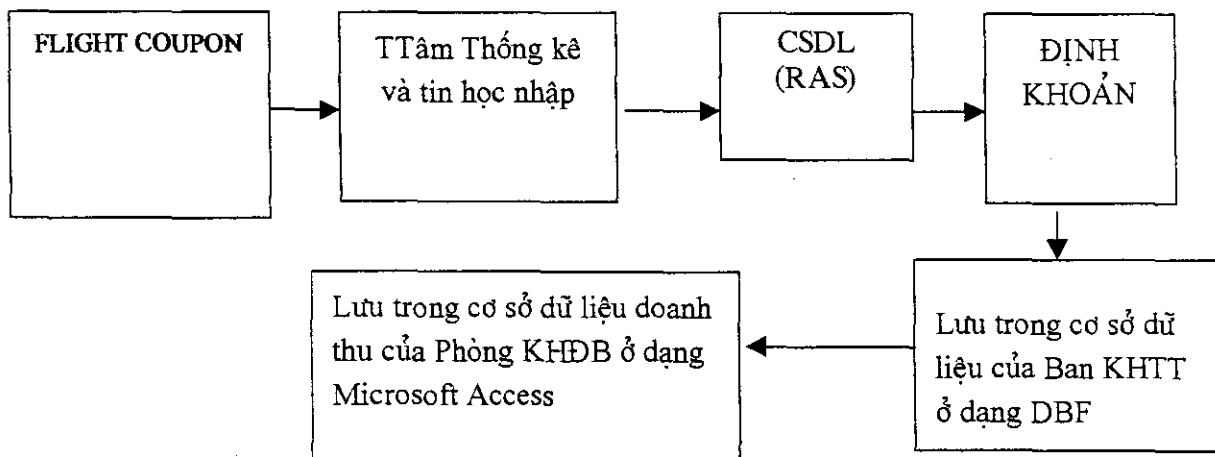 FLIGHT COUPON
TTâm Thống kê
và tin học nhập
CSDL
(RAS)
ĐỊNH
KHOẢN
Lưu trong cơ sở dữ
liệu của Ban KHTT
ở dạng DBF
Lưu trong cơ sở dữ liệu doanh
thu của Phòng KHĐB ở dạng
Microsoft Access